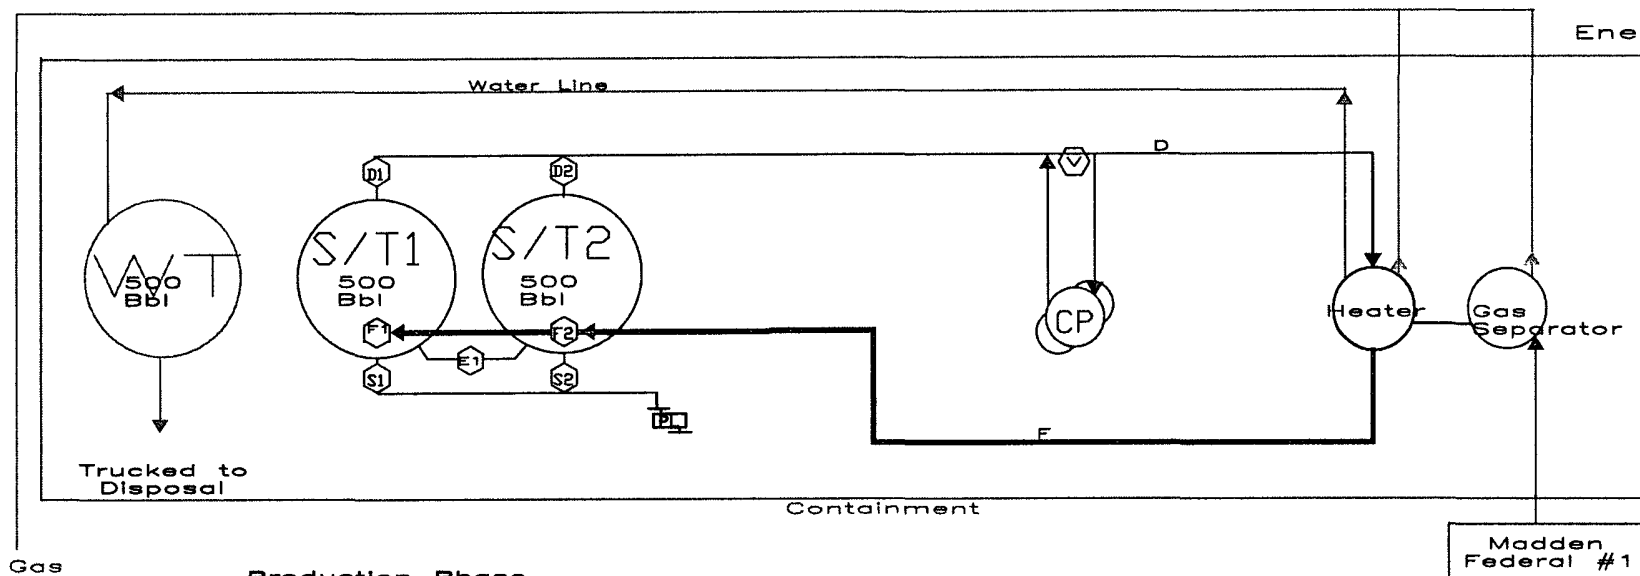 Ene
Water Line
D
D1
D2
V
WT
500
Bbl
S/T1
500
Bbl
S/T2
500
Bbl
CP
Heater
Gas
Separator
F1
F2
E1
S1
S2
P
F
Trucked to
Disposal
Containment
Madden
Federal #1
Gas
Production Phase